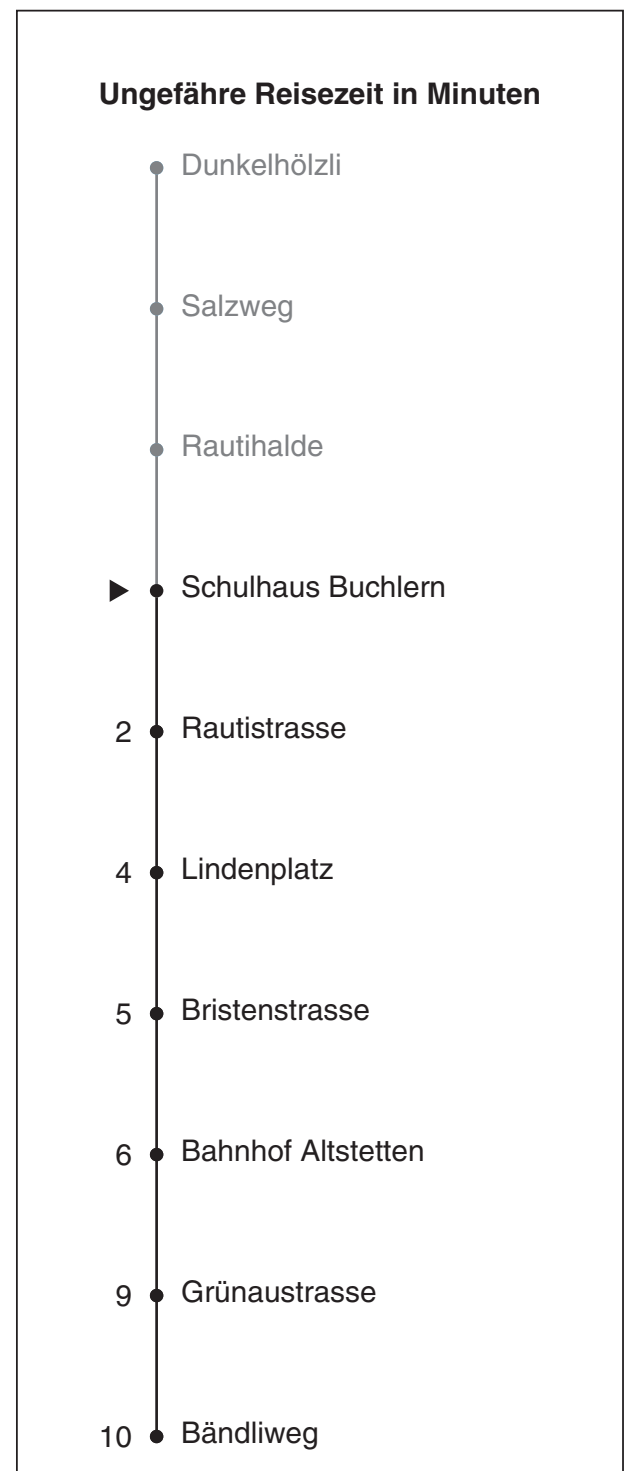 Ungefähre Reisezeit in Minuten
Dunkelhölzli
Salzweg
Rautihalde
Schulhaus Buchlern
2 Rautistrasse
4 Lindenplatz
5 Bristenstrasse
6 Bahnhof Altstetten
9 Grünaustrasse
10 Bändliweg